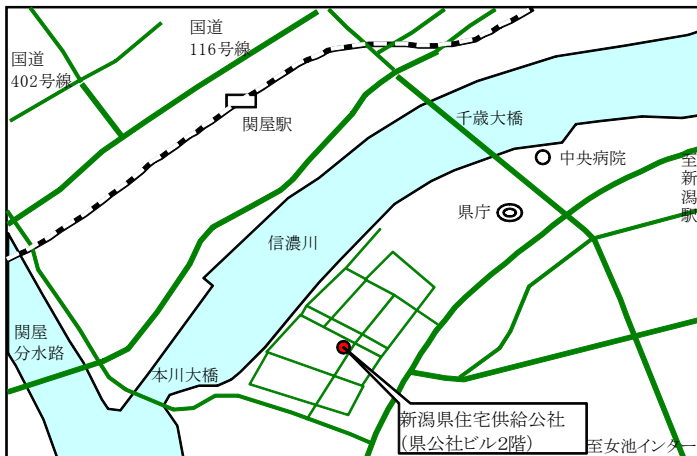 国道
116号線
国道
402号線
関屋駅
千歳大橋
中央病院
至新潟駅
県庁
信濃川
関屋
分水路
本川大橋
新潟県住宅供給公社
(県公社ビル2階)
至女池インター